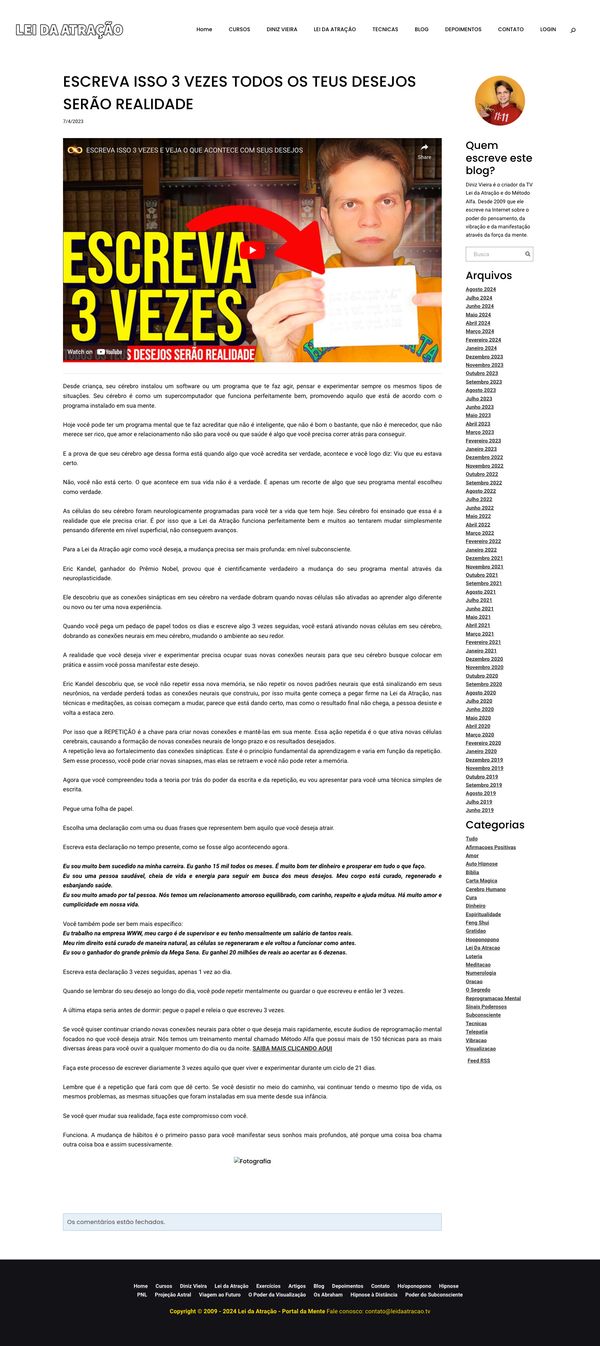 LEI DA ATRAÇÃO
Home CURSOS DINIZ VIEIRA LEI DA ATRAÇÃO TECNICAS BLOG DEPOIMENTOS CONTATO LOGIN
ESCREVA ISSO 3 VEZES TODOS OS TEUS DESEJOS
SERÃO REALIDADE
7/4/2023
ESCREVA ISSO 3 VEZES E VEJA O QUE ACONTECE COM SEUS DESEJOS
Share
ESCREVA
3 VEZES
Watch on YouTube
S DESEJOS SERÃO REALIDADE
Desde criança, seu cérebro instalou um software ou um programa que te faz agir, pensar e experimentar sempre os mesmos tipos de
situações. Seu cérebro é como um supercomputador que funciona perfeitamente bem, promovendo aquilo que está de acordo com o
programa instalado em sua mente.
Hoje você pode ter um programa mental que te faz acreditar que não é inteligente, que não é bom o bastante, que não é merecedor, que não
merece ser rico, que amor e relacionamento não são para você ou que saúde é algo que você precisa correr atrás para conseguir.
E a prova de que seu cérebro age dessa forma está quando algo que você acredita ser verdade, acontece e você logo diz: Viu que eu estava
certo.
Não, você não está certo. O que acontece em sua vida não é a verdade. É apenas um recorte de algo que seu programa mental escolheu
como verdade.
As células do seu cérebro foram neurologicamente programadas para você ter a vida que tem hoje. Seu cérebro foi ensinado que essa é a
realidade que ele precisa criar. É por isso que a Lei da Atração funciona perfeitamente bem e muitos ao tentarem mudar simplesmente
pensando diferente em nível superficial, não conseguem avanços.
Para a Lei da Atração agir como você deseja, a mudança precisa ser mais profunda: em nível subconsciente.
Eric Kandel, ganhador do Prêmio Nobel, provou que é cientificamente verdadeiro a mudança do seu programa mental através da
neuroplasticidade.
Ele descobriu que as conexões sinápticas em seu cérebro na verdade dobram quando novas células são ativadas ao aprender algo diferente
ou novo ou ter uma nova experiência.
Quando você pega um pedaço de papel todos os dias e escreve algo 3 vezes seguidas, você estará ativando novas células em seu cérebro,
dobrando as conexões neurais em meu cérebro, mudando o ambiente ao seu redor.
A realidade que você deseja viver e experimentar precisa ocupar suas novas conexões neurais para que seu cérebro busque colocar em
prática e assim você possa manifestar este desejo.
Eric Kandel descobriu que, se você não repetir essa nova memória, se não repetir os novos padrões neurais que está sinalizando em seus
neurônios, na verdade perderá todas as conexões neurais que construiu, por isso muita gente começa a pegar firme na Lei da Atração, nas
técnicas e meditações, as coisas começam a mudar, parece que está dando certo, mas como o resultado final não chega, a pessoa desiste e
volta a estaca zero.
Por isso que a REPETIÇÃO é a chave para criar novas conexões e mantê-las em sua mente. Essa ação repetida é o que ativa novas células
cerebrais, causando a formação de novas conexões neurais de longo prazo e os resultados desejados.
A repetição leva ao fortalecimento das conexões sinápticas. Este é o princípio fundamental da aprendizagem e varia em função da repetição.
Sem esse processo, você pode criar novas sinapses, mas elas se retraem e você não pode reter a memória.
Agora que você compreendeu toda a teoria por trás do poder da escrita e da repetição, eu vou apresentar para você uma técnica simples de
escrita.
Pegue uma folha de papel.
Escolha uma declaração com uma ou duas frases que representem bem aquilo que você deseja atrair.
Escreva esta declaração no tempo presente, como se fosse algo acontecendo agora.
Eu sou muito bem sucedido na minha carreira. Eu ganho 15 mil todos os meses. É muito bom ter dinheiro e prosperar em tudo o que faço.
Eu sou uma pessoa saudável, cheia de vida e energia para seguir em busca dos meus desejos. Meu corpo está curado, regenerado e
esbanjando saúde.
Eu sou muito amado por tal pessoa. Nós temos um relacionamento amoroso equilibrado, com carinho, respeito e ajuda mútua. Há muito amor e
cumplicidade em nossa vida.
Você também pode ser bem mais específico:
Eu trabalho na empresa WWW, meu cargo é de supervisor e eu tenho mensalmente um salário de tantos reais.
Meu rim direito está curado de maneira natural, as células se regeneraram e ele voltou a funcionar como antes.
Eu sou o ganhador do grande prêmio da Mega Sena. Eu ganhei 20 milhões de reais ao acertar as 6 dezenas.
Escreva esta declaração 3 vezes seguidas, apenas 1 vez ao dia.
Quando se lembrar do seu desejo ao longo do dia, você pode repetir mentalmente ou guardar o que escreveu e então ler 3 vezes.
A última etapa seria antes de dormir: pegue o papel e releia o que escreveu 3 vezes.
Se você quiser continuar criando novas conexões neurais para obter o que deseja mais rapidamente, escute áudios de reprogramação mental
focados no que você deseja atrair. Nós temos um treinamento mental chamado Método Alfa que possui mais de 150 técnicas para as mais
diversas áreas para você ouvir a qualquer momento do dia ou da noite. SAIBA MAIS CLICANDO AQUI
Faça este processo de escrever diariamente 3 vezes aquilo que quer viver e experimentar durante um ciclo de 21 dias.
Lembre que é a repetição que fará com que dê certo. Se você desistir no meio do caminho, vai continuar tendo o mesmo tipo de vida, os
mesmos problemas, as mesmas situações que foram instaladas em sua mente desde sua infância.
Se você quer mudar sua realidade, faça este compromisso com você.
Funciona. A mudança de hábitos é o primeiro passo para você manifestar seus sonhos mais profundos, até porque uma coisa boa chama
outra coisa boa e assim sucessivamente.
Fotografia
Os comentários estão fechados.
11:11
Quem
escreve este
blog?
Diniz Vieira é o criador da TV
Lei da Atração e do Método
Alfa. Desde 2009 que ele
escreve na Internet sobre o
poder do pensamento, da
vibração e da manifestação
através da força da mente.
Busca
Arquivos
Agosto 2024
Julho 2024
Junho 2024
Maio 2024
Abril 2024
Março 2024
Fevereiro 2024
Janeiro 2024
Dezembro 2023
Novembro 2023
Outubro 2023
Setembro 2023
Agosto 2023
Julho 2023
Junho 2023
Maio 2023
Abril 2023
Março 2023
Fevereiro 2023
Janeiro 2023
Dezembro 2022
Novembro 2022
Outubro 2022
Setembro 2022
Agosto 2022
Julho 2022
Junho 2022
Maio 2022
Abril 2022
Março 2022
Fevereiro 2022
Janeiro 2022
Dezembro 2021
Novembro 2021
Outubro 2021
Setembro 2021
Agosto 2021
Julho 2021
Junho 2021
Maio 2021
Abril 2021
Março 2021
Fevereiro 2021
Janeiro 2021
Dezembro 2020
Novembro 2020
Outubro 2020
Setembro 2020
Agosto 2020
Julho 2020
Junho 2020
Maio 2020
Abril 2020
Março 2020
Fevereiro 2020
Janeiro 2020
Dezembro 2019
Novembro 2019
Outubro 2019
Setembro 2019
Agosto 2019
Julho 2019
Junho 2019
Categorias
Tudo
Afirmacoes Positivas
Amor
Auto Hipnose
Bíblia
Carta Magica
Cerebro Humano
Cura
Dinheiro
Espiritualidade
Feng Shui
Gratidao
Hooponopono
Lei Da Atracao
Loteria
Meditacao
Numerologia
Oracao
O Segredo
Reprogramacao Mental
Sinais Poderosos
Subconsciente
Tecnicas
Telepatia
Vibracao
Visualizacao
Feed RSS
Home Cursos Diniz Vieira Lei da Atração Exercícios Artigos Blog Depoimentos Contato Ho'oponopono Hipnose
PNL Projeção Astral Viagem ao Futuro O Poder da Visualização Os Abraham Hipnose à Distância Poder do Subconsciente
Copyright © 2009 - 2024 Lei da Atração - Portal da Mente Fale conosco: contato@leidaatracao.tv